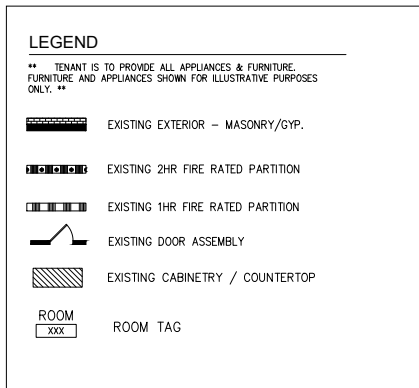 LEGEND
** TENANT IS TO PROVIDE ALL APPLIANCES & FURNITURE.
FURNITURE AND APPLIANCES SHOWN FOR ILLUSTRATIVE PURPOSES
ONLY. **
EXISTING EXTERIOR – MASONRY/GYP.
EXISTING 2HR FIRE RATED PARTITION
EXISTING 1HR FIRE RATED PARTITION
EXISTING DOOR ASSEMBLY
EXISTING CABINETRY / COUNTERTOP
ROOM
XXX
ROOM TAG